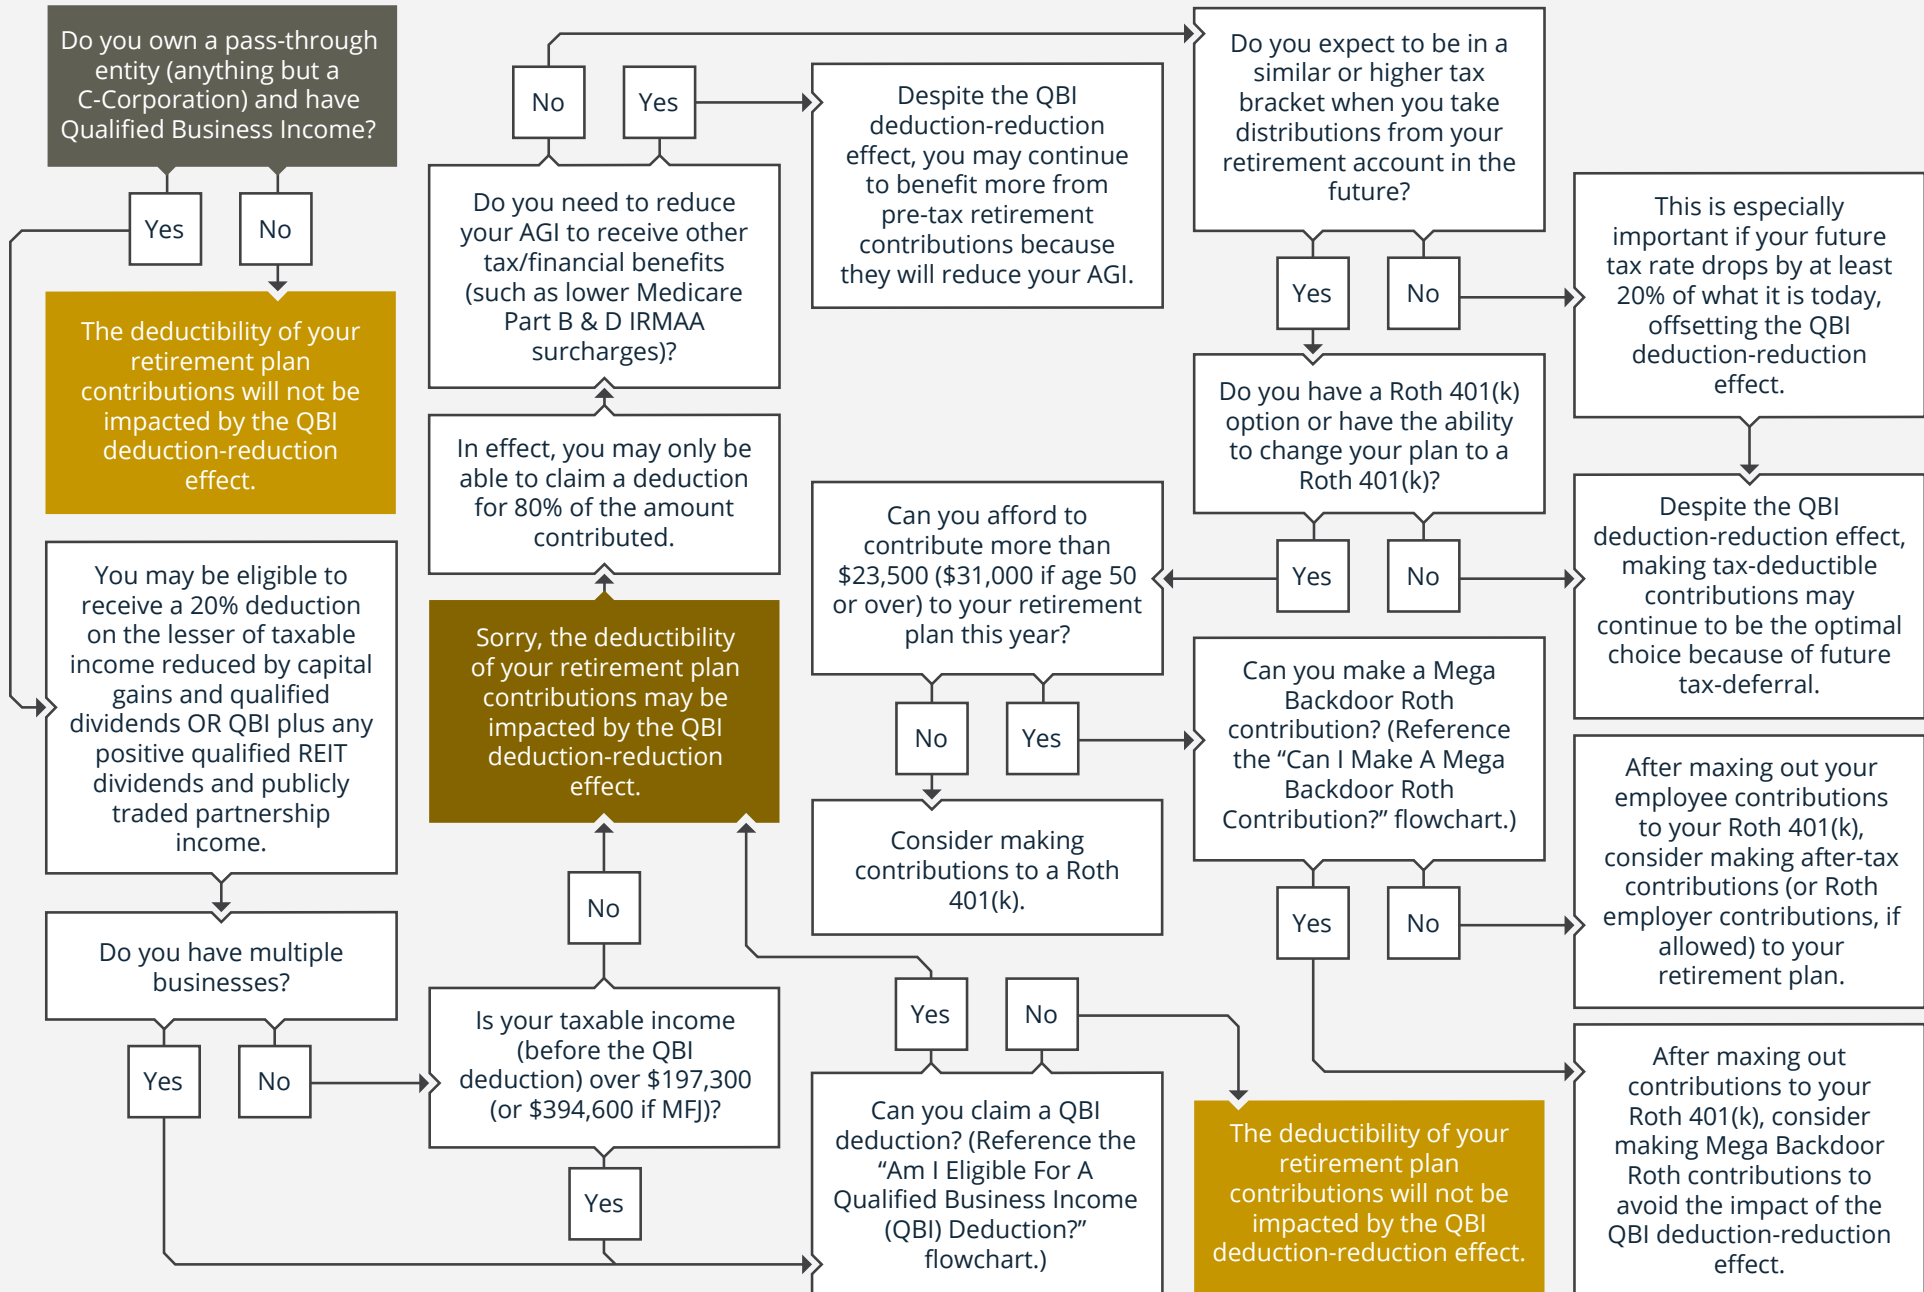 Do you own a pass-through
entity (anything but a
C-Corporation) and have
Qualified Business Income?
Yes
No
The deductibility of your
retirement plan
contributions will not be
impacted by the QBI
deduction-reduction
effect.
You may be eligible to
receive a 20% deduction
on the lesser of taxable
income reduced by capital
gains and qualified
dividends OR QBI plus any
positive qualified REIT
dividends and publicly
traded partnership
income.
Do you have multiple
businesses?
Yes
No
Is your taxable income
(before the QBI
deduction) over $197,300
(or $394,600 if MFJ)?
No
Yes
Sorry, the deductibility
of your retirement plan
contributions may be
impacted by the QBI
deduction-reduction
effect.
In effect, you may only be
able to claim a deduction
for 80% of the amount
contributed.
Do you need to reduce
your AGI to receive other
tax/financial benefits
(such as lower Medicare
Part B & D IRMAA
surcharges)?
No
Yes
Despite the QBI
deduction-reduction
effect, you may continue
to benefit more from
pre-tax retirement
contributions because
they will reduce your AGI.
Can you afford to
contribute more than
$23,500 ($31,000 if age 50
or over) to your retirement
plan this year?
No
Yes
Consider making
contributions to a Roth
401(k).
Yes
No
Can you claim a QBI
deduction? (Reference the
“Am I Eligible For A
Qualified Business Income
(QBI) Deduction?”
flowchart.)
Do you expect to be in a
similar or higher tax
bracket when you take
distributions from your
retirement account in the
future?
Yes
No
Do you have a Roth 401(k)
option or have the ability
to change your plan to a
Roth 401(k)?
Yes
No
Can you make a Mega
Backdoor Roth
contribution? (Reference
the “Can I Make A Mega
Backdoor Roth
Contribution?” flowchart.)
Yes
No
The deductibility of your
retirement plan
contributions will not be
impacted by the QBI
deduction-reduction effect.
This is especially
important if your future
tax rate drops by at least
20% of what it is today,
offsetting the QBI
deduction-reduction
effect.
Despite the QBI
deduction-reduction effect,
making tax-deductible
contributions may
continue to be the optimal
choice because of future
tax-deferral.
After maxing out your
employee contributions
to your Roth 401(k),
consider making after-tax
contributions (or Roth
employer contributions, if
allowed) to your
retirement plan.
After maxing out
contributions to your
Roth 401(k), consider
making Mega Backdoor
Roth contributions to
avoid the impact of the
QBI deduction-reduction
effect.